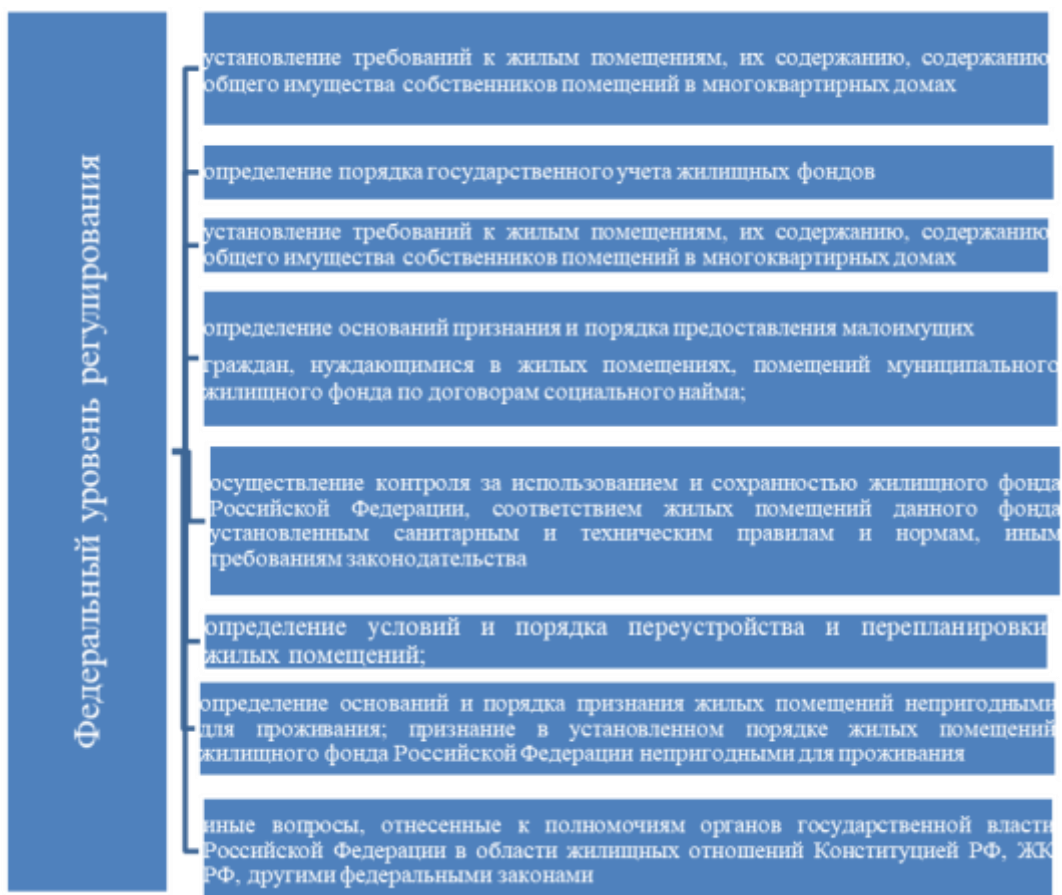 Федеральный уровень регулирования
установление требований к жилым помещениям, их содержанию, содержанию
общего имущества собственников помещений в многоквартирных домах
определение порядка государственного учета жилищных фондов
установление требований к жилым помещениям, их содержанию, содержанию
общего имущества собственников помещений в многоквартирных домах
определение оснований признания и порядка предоставления малоимущих
граждан, нуждающимися в жилых помещениях, помещений муниципального
жилищного фонда по договорам социального найма;
осуществление контроля за использованием и сохранностью жилищного фонда
Российской Федерации, соответствием жилых помещений данного фонда
установленным санитарным и техническим правилам и нормам, иным
требованиям законодательства
определение условий и порядка переустройства и перепланировки
жилых помещений;
определение оснований и порядка признания жилых помещений непригодными
для проживания; признание в установленном порядке жилых помещений
жилищного фонда Российской Федерации непригодными для проживания
иные вопросы, отнесенные к полномочиям органов государственной власти
Российской Федерации в области жилищных отношений Конституцией РФ, ЖК
РФ, другими федеральными законами